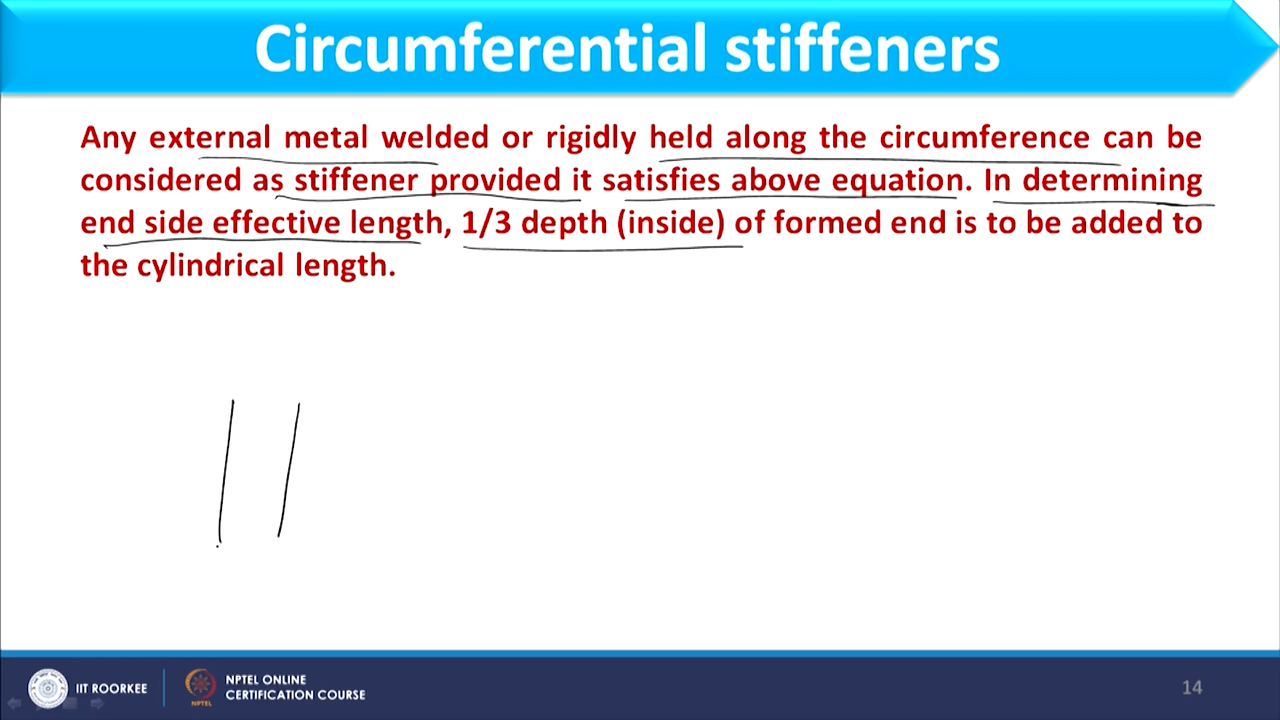 Circumferential stiffeners
Any external metal welded or rigidly held along the circumference can be
considered as stiffener provided it satisfies above equation. In determining
end side effective length, 1/3 depth (inside) of formed end is to be added to
the cylindrical length.
IIT ROORKEE
NPTEL ONLINE
CERTIFICATION COURSE
NPTEL
14